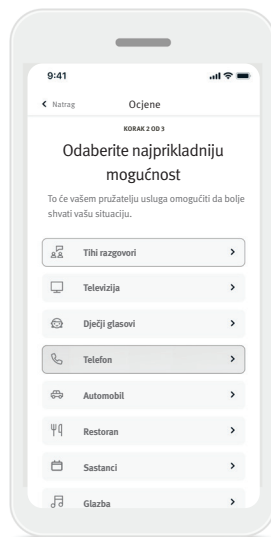 9:41
Natrag
Ocjene
KORAK 2 OD 3
Odaberite najprikladniju
mogućnost
To će vašem pružatelju usluga omogućiti da bolje
shvati vašu situaciju.
Tihi razgovori
Televizija
Dječji glasovi
Telefon
Automobil
Restoran
Sastanci
Glazba